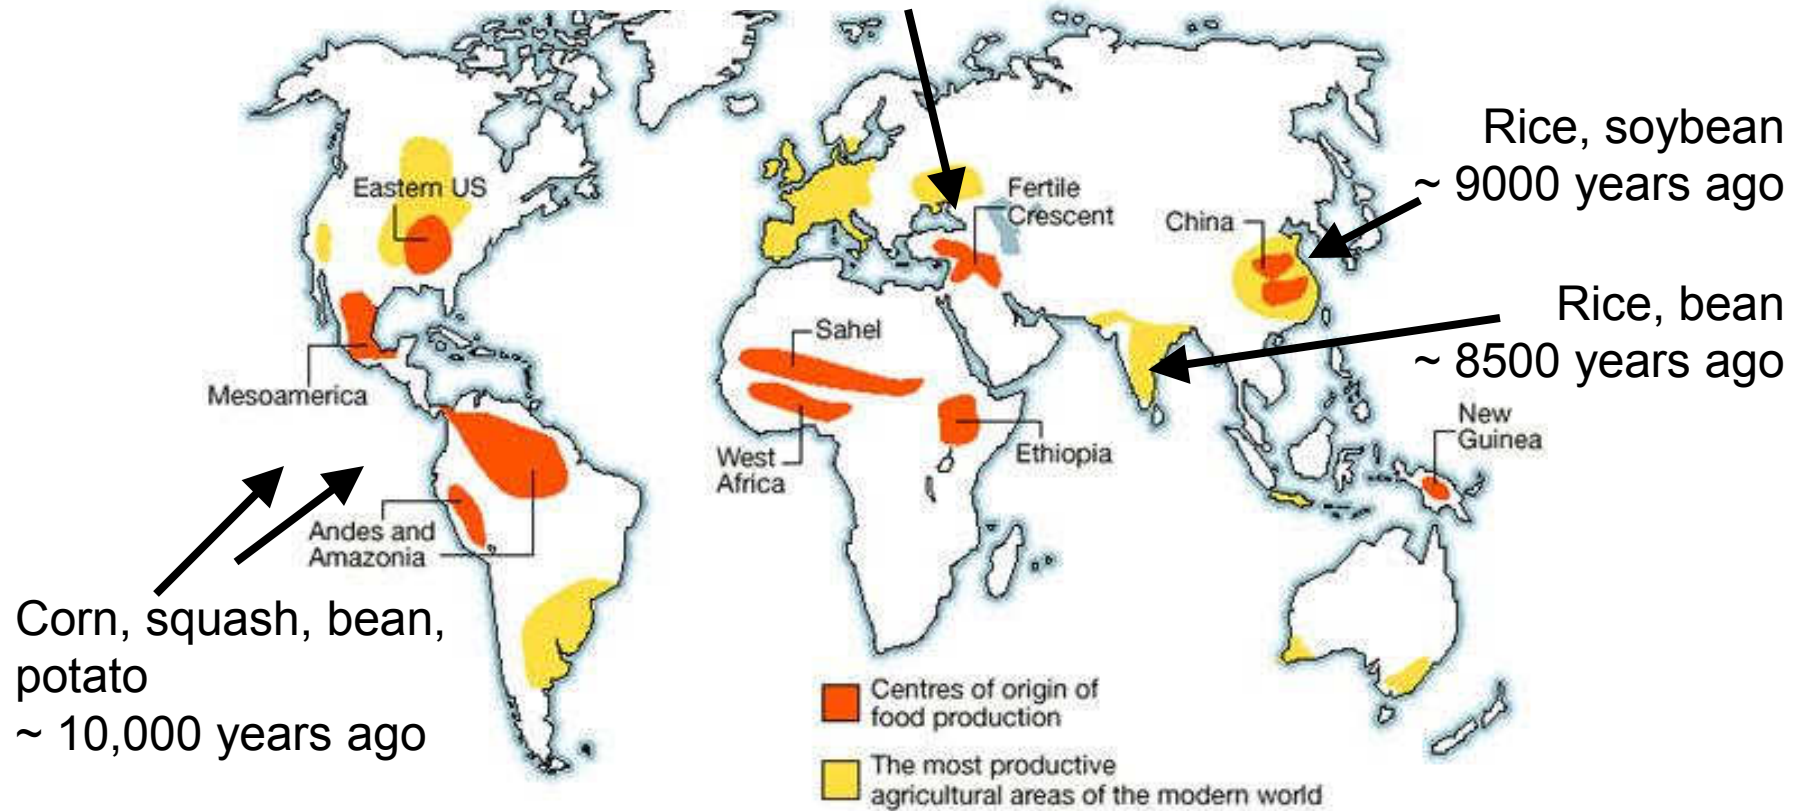 Rice, soybean
~ 9000 years ago
Eastern US
Fertile
Crescent
China
Rice, bean
~ 8500 years ago
Sahel
Mesoamerica
New
Guinea
West
Africa
Ethiopia
Andes and
Amazonia
Corn, squash, bean,
potato
~ 10,000 years ago
Centres of origin of
food production
The most productive
agricultural areas of the modern world